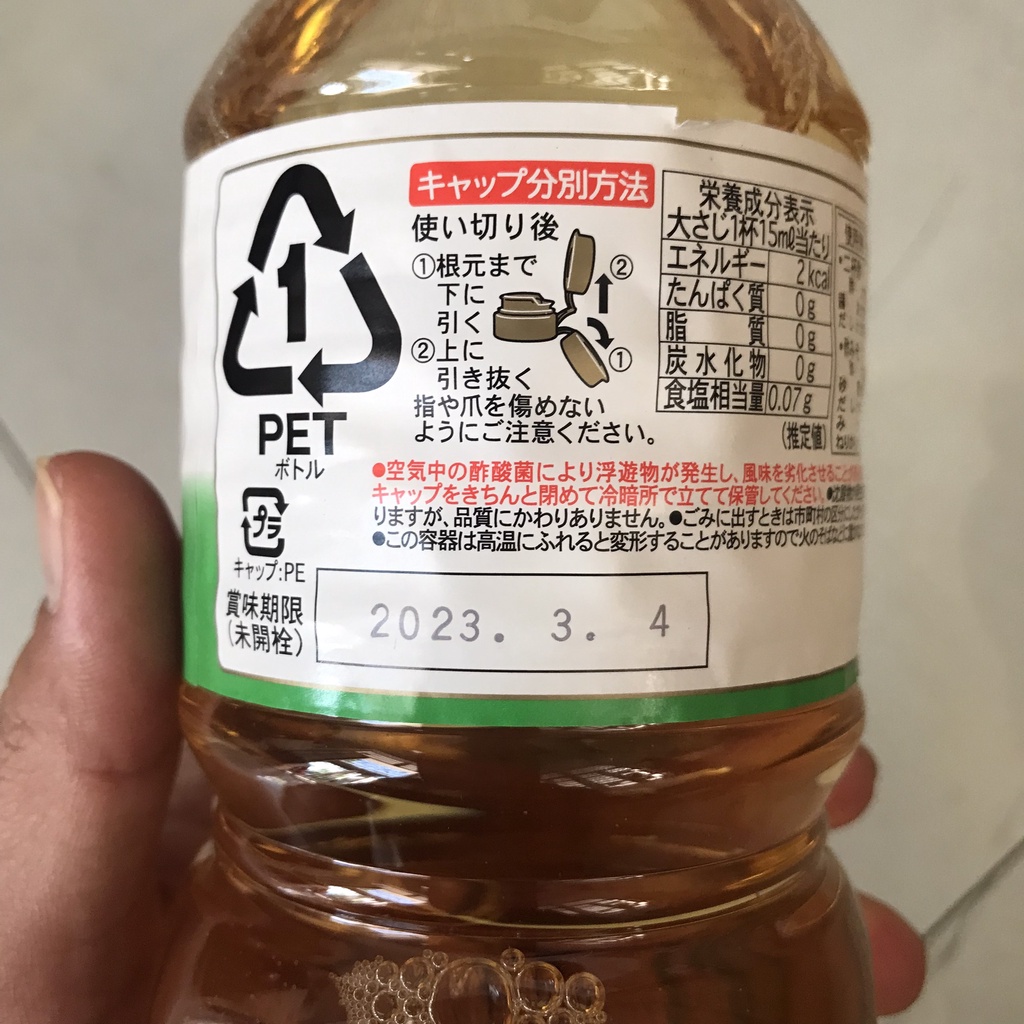 1
PET
ボトル
プラ
キャップ:PE
キャップ分別方法
使い切り後
①根元まで
下に
引く
②上に
引き抜く
②
①
指や爪を傷めない
ようにご注意ください。
栄養成分表示
大さじ1杯15mℓ当たり
エネルギー 2kcal
たんぱく質 0g
脂質 0g
炭水化物 0g
食塩相当量 0.07g
(推定値)
●空気中の酢酸菌により浮遊物が発生し、風味を劣化させること
キャップをきちんと閉めて冷暗所で立てて保管してください。
りますが、品質にかわりありません。●ごみに出すときは市町村の区分に
●この容器は高温にふれると変形することがありますので火のそばなどに
賞味期限
(未開栓)
2023. 3. 4